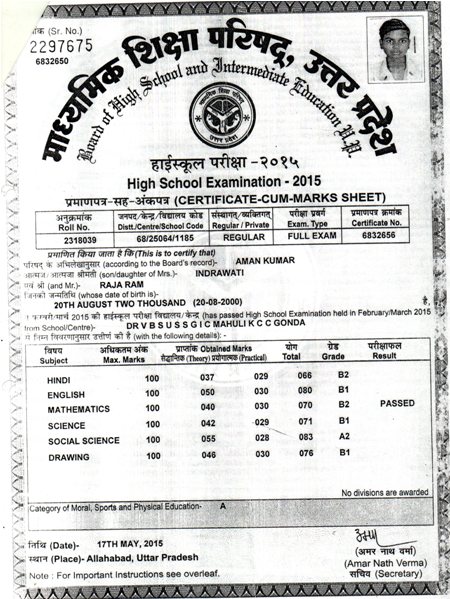 मांक (Sr. No.)
2297675
6832650
माध्यमिक शिक्षा परिषद्, उत्तर प्रदेश
Board of High School and Intermediate Education U.P.
हाईस्कूल परीक्षा -२०१५
High School Examination - 2015
प्रमाणपत्र-सह-अंकपत्र (CERTIFICATE-CUM-MARKS SHEET)
अनुक्रमांक जनपद/केन्द्र/विद्यालय कोड संस्थागत/व्यक्तिगत परीक्षा प्रवर्ग प्रमाणपत्र क्रमांक
Roll No. Distt./Centre/School Code Regular / Private Exam. Type Certificate No.
2318039 68/25064/1185 REGULAR FULL EXAM 6832656
प्रमाणित किया जाता है कि (This is to certify that)
परिषद के अभिलेखानुसार (according to the Board's record)- AMAN KUMAR
आत्मज/आत्मजा श्रीमती (son/daughter of Mrs.)- INDRAWATI
एवं श्री (and Mr.)- RAJA RAM
जिनकी जन्मतिथि (whose date of birth is)-
20TH AUGUST TWO THOUSAND (20-08-2000) है,
फरवरी/मार्च 2015 की हाईस्कूल परीक्षा विद्यालय/केन्द्र (has passed High School Examination held in February/March 2015
from School/Centre)- DR V B S U S S G I C MAHULI K C C GONDA
से निम्न विवरणानुसार उत्तीर्ण की है (with the following details):-
विषय अधिकतम अंक प्राप्तांक Obtained Marks योग ग्रेड परीक्षाफल
Subject Max. Marks सैद्धान्तिक (Theory) प्रयोगात्मक (Practical) Total Grade Result
HINDI 100 037 029 066 B2
ENGLISH 100 050 030 080 B1
MATHEMATICS 100 040 030 070 B2 PASSED
SCIENCE 100 042 029 071 B1
SOCIAL SCIENCE 100 055 028 083 A2
DRAWING 100 046 030 076 B1
No divisions are awarded
Category of Moral, Sports and Physical Education- A
तिथि (Date)- 17TH MAY, 2015
स्थान (Place)- Allahabad, Uttar Pradesh
Note : For Important Instructions see overleaf.
(अमर नाथ वर्मा)
(Amar Nath Verma)
सचिव (Secretary)